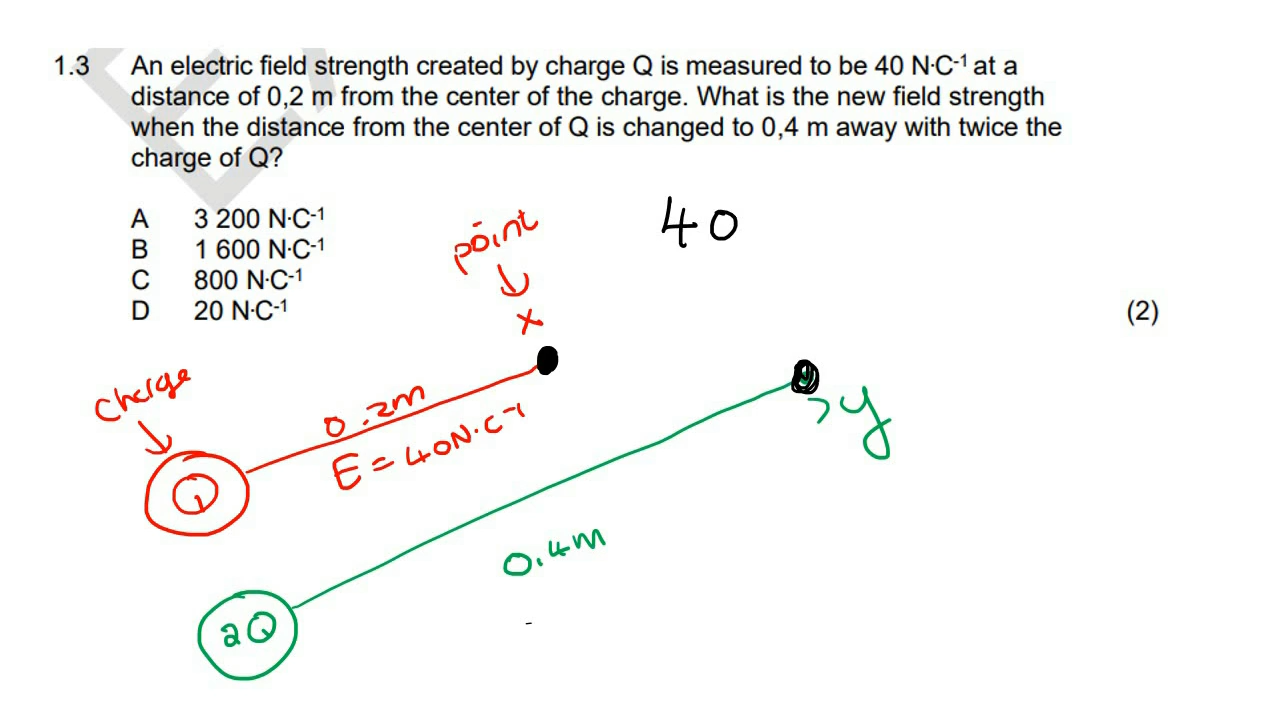 1.3 An electric field strength created by charge Q is measured to be 40 N·C-1 at a
distance of 0,2 m from the center of the charge. What is the new field strength
when the distance from the center of Q is changed to 0,4 m away with twice the
charge of Q?
A 3 200 N·C-1
B 1 600 N·C-1
C 800 N·C-1
D 20 N·C-1
(2)
40
point
x
Charge
0.2m
E = 40N.C-1
Q
y
0.4m
2Q